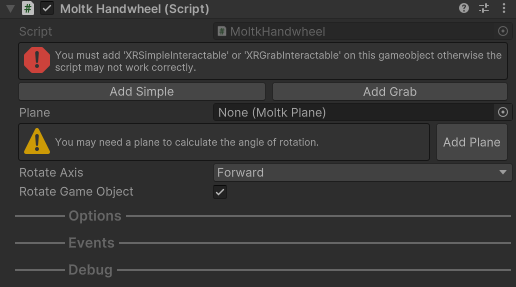 Moltk Handwheel (Script)
Script MoltkHandwheel
You must add 'XRSimpleInteractable' or 'XRGrabInteractable' on this gameobject otherwise the
script may not work correctly.
Add Simple Add Grab
Plane None (Moltk Plane)
You may need a plane to calculate the angle of rotation. Add Plane
Rotate Axis Forward
Rotate Game Object
Options
Events
Debug